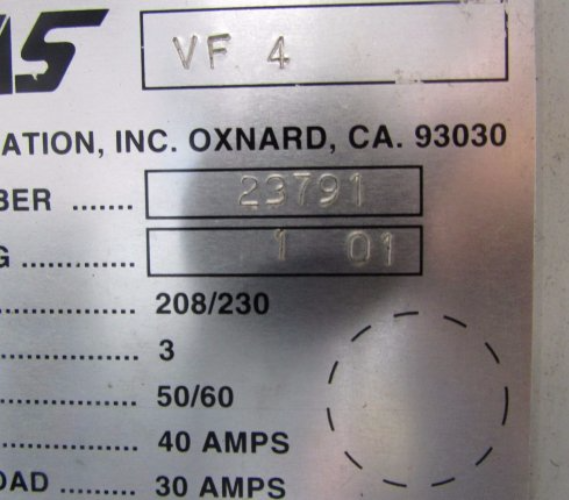 AS
VF 4
ATION, INC. OXNARD, CA. 93030
BER ....... 23791
G ............ 1 01
............... 208/230
............... 3
............... 50/60
............... 40 AMPS
OAD ......... 30 AMPS